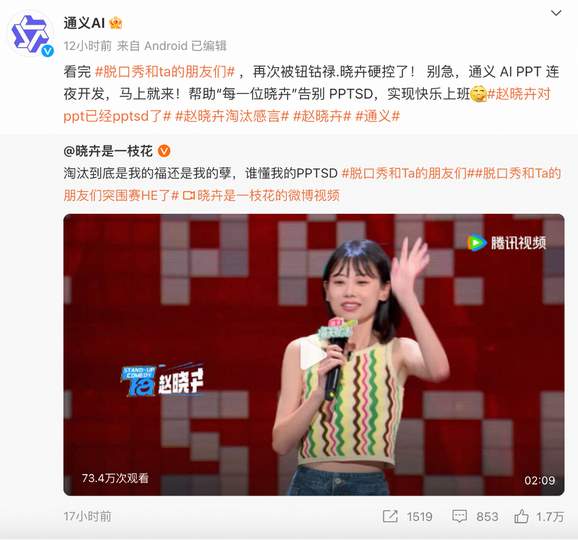 通义AI
12小时前 来自 Android 已编辑
看完 #脱口秀和ta的朋友们# ，再次被钮钴禄.晓卉硬控了！ 别急，通义 AI PPT 连
夜开发，马上就来！帮助“每一位晓卉”告别 PPTSD，实现快乐上班 #赵晓卉对
ppt已经pptsd了# #赵晓卉淘汰感言# #赵晓卉# #通义#
@晓卉是一枝花
淘汰到底是我的福还是我的孽，谁懂我的PPTSD #脱口秀和Ta的朋友们##脱口秀和Ta的
朋友们突围赛HE了# 晓卉是一枝花的微博视频
腾讯视频
STAND-UP
COMEDY
Ta 赵晓卉
73.4万次观看
02:09
17小时前
1519
853
1.7万